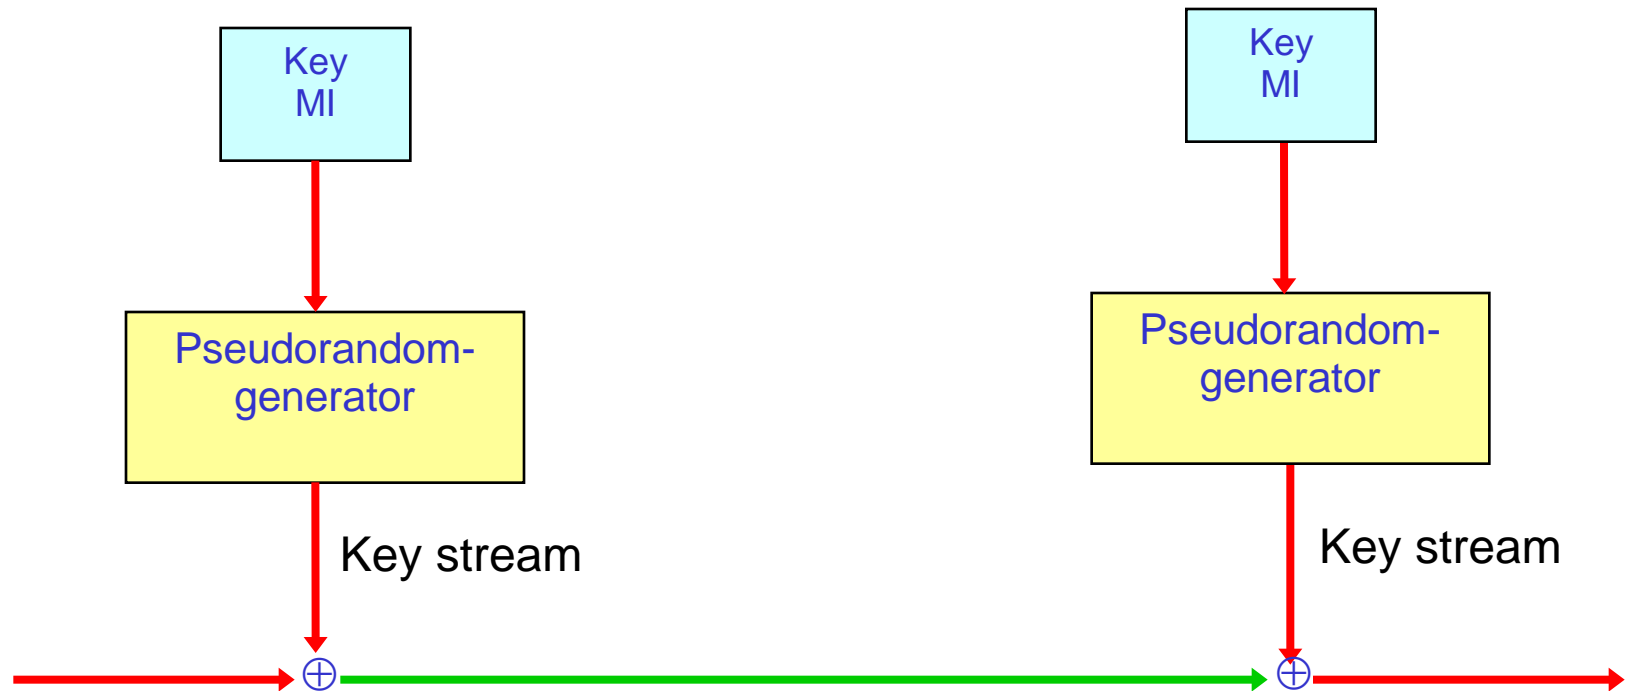 Key
MI
Key
MI
Pseudorandom-
generator
Pseudorandom-
generator
Key stream
Key stream